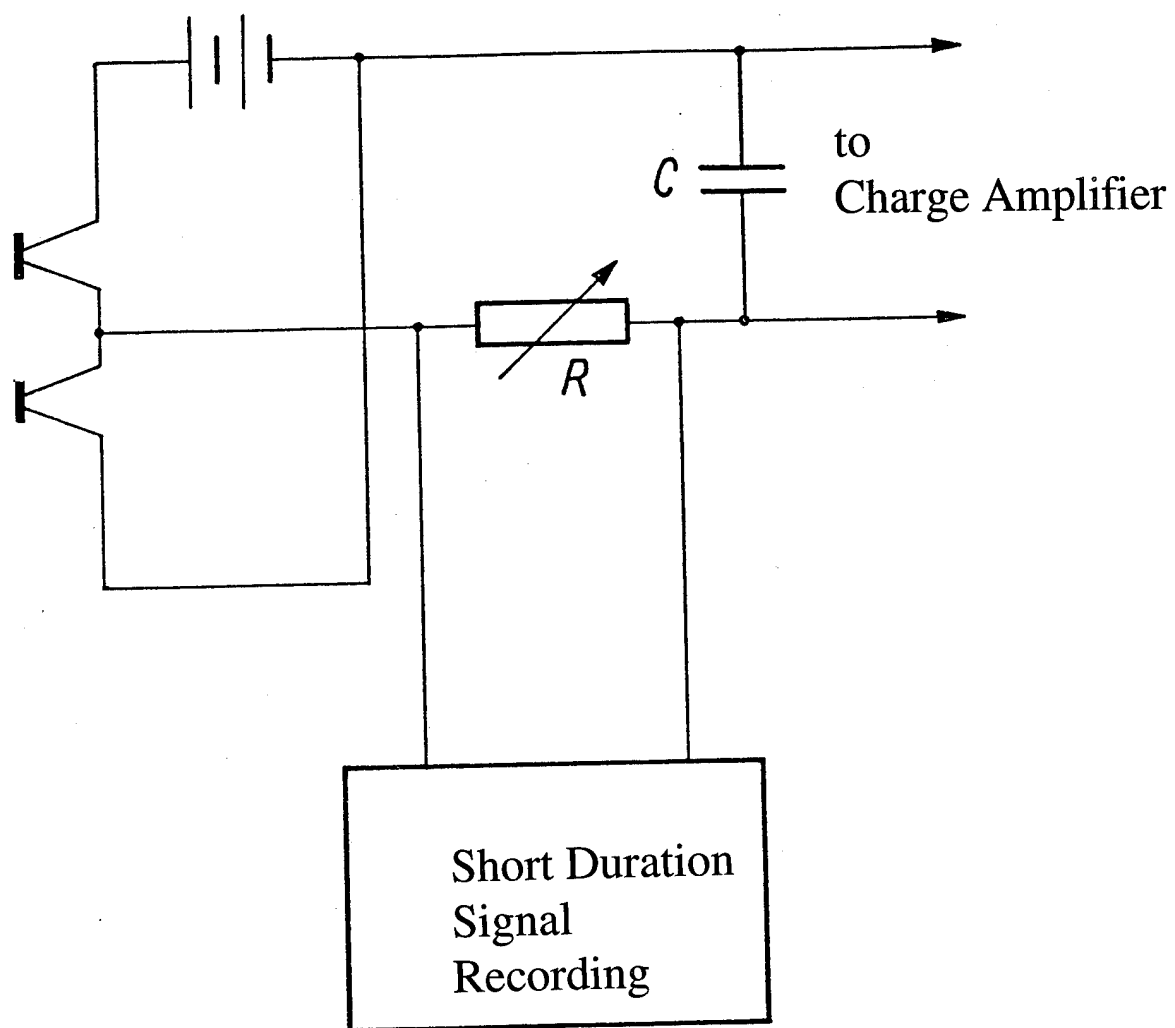 to
Charge Amplifier
C
R
Short Duration
Signal
Recording